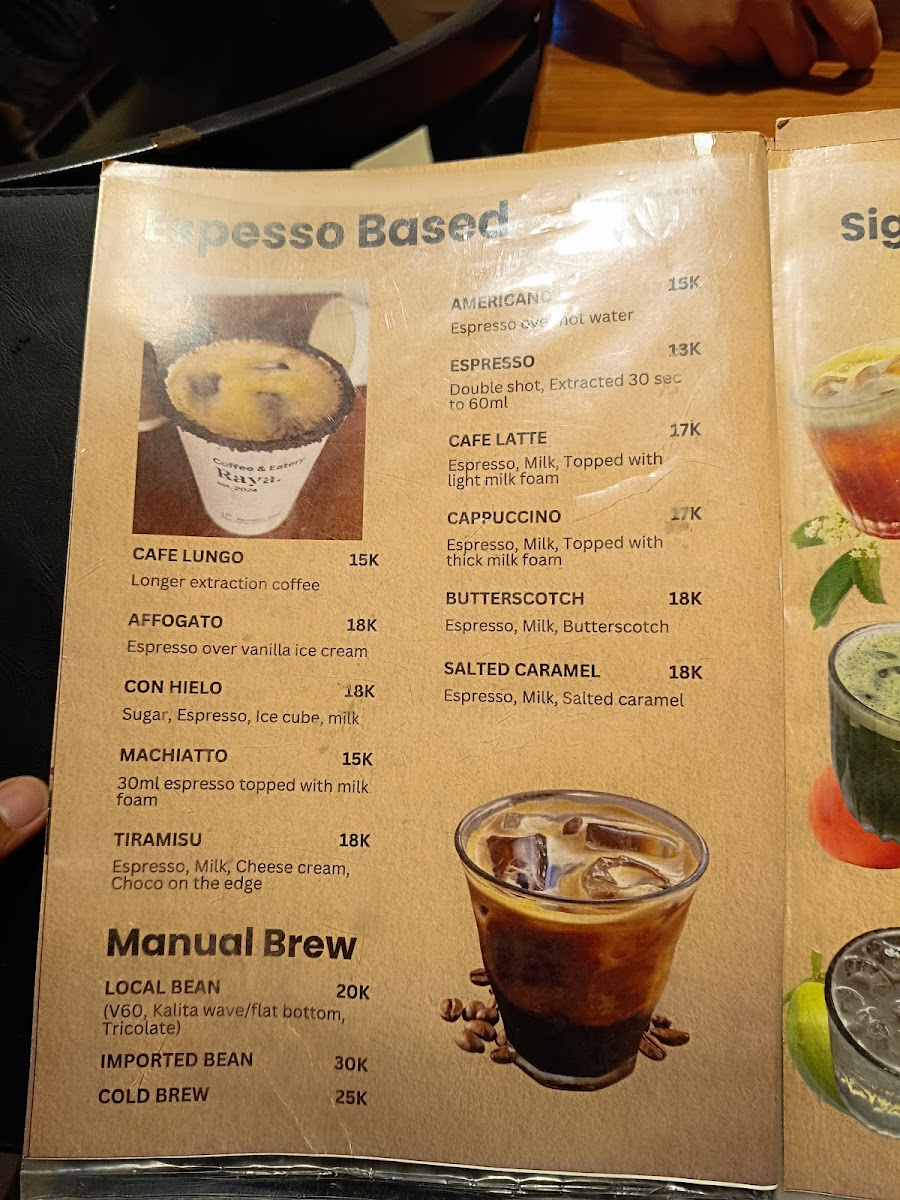 Espesso Based
Coffee & Eatery
Raya.
est. 2024
CAFE LUNGO 15K
Longer extraction coffee
AFFOGATO 18K
Espresso over vanilla ice cream
CON HIELO 18K
Sugar, Espresso, Ice cube, milk
MACHIATTO 15K
30ml espresso topped with milk
foam
TIRAMISU 18K
Espresso, Milk, Cheese cream,
Choco on the edge
Manual Brew
LOCAL BEAN 20K
(V60, Kalita wave/flat bottom,
Tricolate)
IMPORTED BEAN 30K
COLD BREW 25K
AMERICANO 15K
Espresso over hot water
ESPRESSO 13K
Double shot, Extracted 30 sec
to 60ml
CAFE LATTE 17K
Espresso, Milk, Topped with
light milk foam
CAPPUCCINO 17K
Espresso, Milk, Topped with
thick milk foam
BUTTERSCOTCH 18K
Espresso, Milk, Butterscotch
SALTED CARAMEL 18K
Espresso, Milk, Salted caramel
Sig